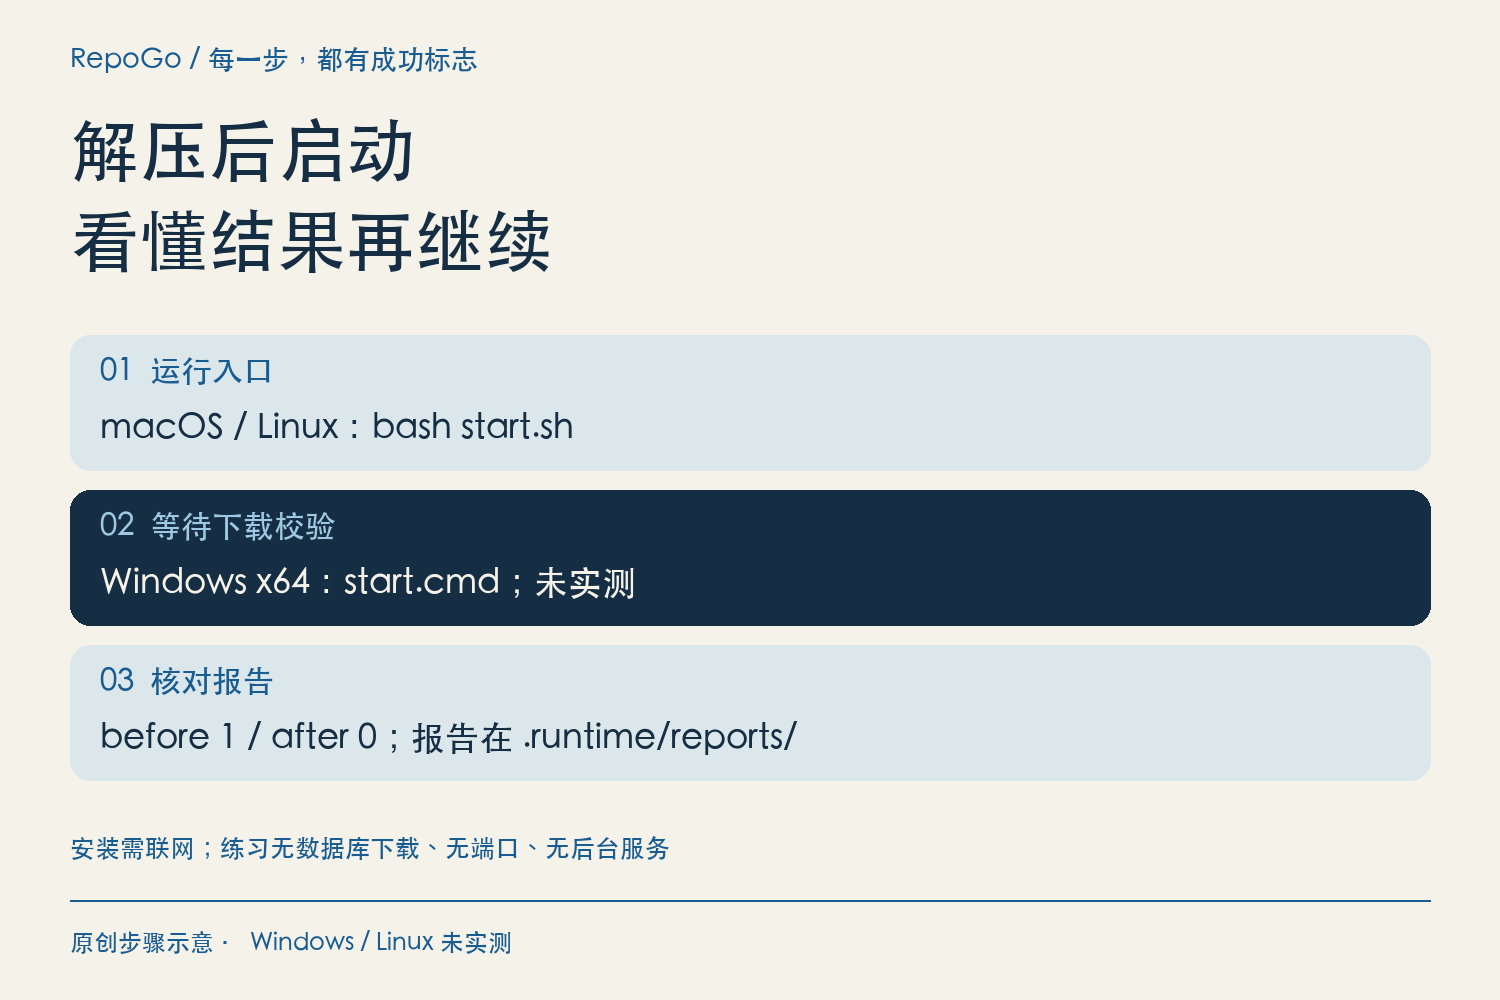 RepoGo / 每一步，都有成功标志
解压后启动
看懂结果再继续
01 运行入口
macOS / Linux：bash start.sh
02 等待下载校验
Windows x64：start.cmd；未实测
03 核对报告
before 1 / after 0；报告在 .runtime/reports/
安装需联网；练习无数据库下载、无端口、无后台服务
原创步骤示意 · Windows / Linux 未实测